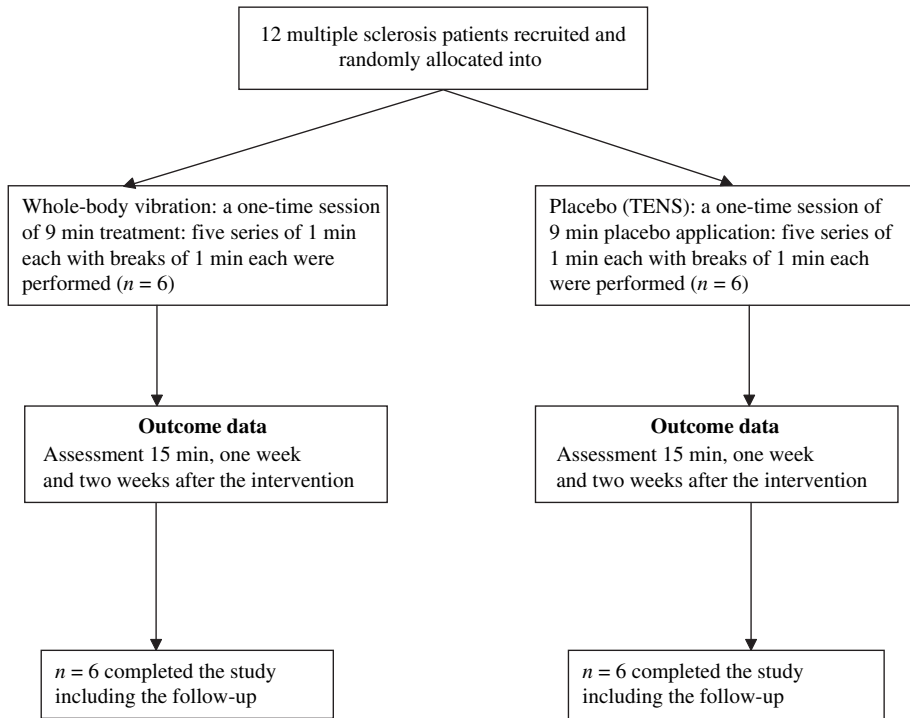 12 multiple sclerosis patients recruited and
randomly allocated into
Whole-body vibration: a one-time session
of 9 min treatment: five series of 1 min
each with breaks of 1 min each were
performed (n = 6)
Placebo (TENS): a one-time session of
9 min placebo application: five series of
1 min each with breaks of 1 min each
were performed (n = 6)
Outcome data
Assessment 15 min, one week
and two weeks after the intervention
Outcome data
Assessment 15 min, one week
and two weeks after the intervention
n = 6 completed the study
including the follow-up
n = 6 completed the study
including the follow-up